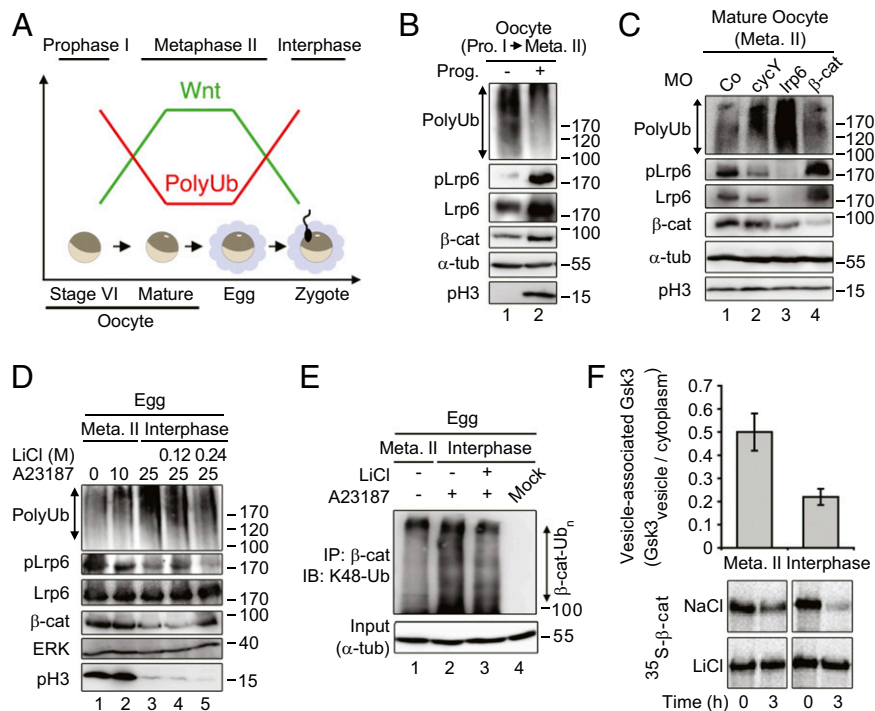 A
Prophase I
Metaphase II
Interphase
Wnt
PolyUb
Stage VI
Mature
Egg
Zygote
Oocyte
B
Oocyte
(Pro. I ➔ Meta. II)
Prog.
- +
PolyUb
-170
-120
-100
pLrp6
-170
Lrp6
-170
β-cat
-100
α-tub
-55
pH3
-15
1 2
C
Mature Oocyte
(Meta. II)
MO
Co cycY lrp6 β-cat
PolyUb
-170
-120
-100
pLrp6
-170
Lrp6
-170
β-cat
-100
α-tub
-55
pH3
-15
1 2 3 4
D
Egg
Meta. II Interphase
LiCl (M) 0.12 0.24
A23187 0 10 25 25 25
PolyUb
-170
-120
-100
pLrp6
-170
Lrp6
-170
β-cat
-100
ERK
-40
pH3
-15
1 2 3 4 5
E
Egg
Meta. II Interphase
LiCl - - +
A23187 - + + Mock
IP: β-cat
IB: K48-Ub
β-cat-Ubn
-100
Input
(α-tub)
-55
1 2 3 4
F
Vesicle-associated Gsk3
(Gsk3vesicle / cytoplasm)
0.7
0.6
0.5
0.4
0.3
0.2
0.1
0
Meta. II Interphase
35S-β-cat
NaCl
LiCl
Time (h) 0 3 0 3